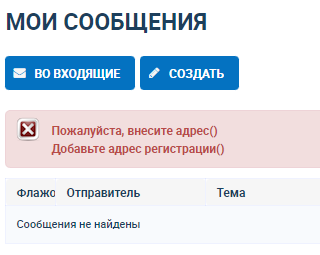 МОИ СООБЩЕНИЯ
ВО ВХОДЯЩИЕ СОЗДАТЬ
Пожалуйста, внесите адрес()
Добавьте адрес регистрации()
Флажо Отправитель Тема
Сообщения не найдены